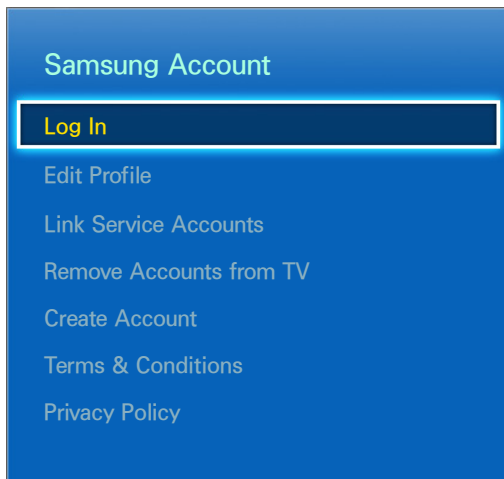 Samsung Account
Log In
Edit Profile
Link Service Accounts
Remove Accounts from TV
Create Account
Terms & Conditions
Privacy Policy